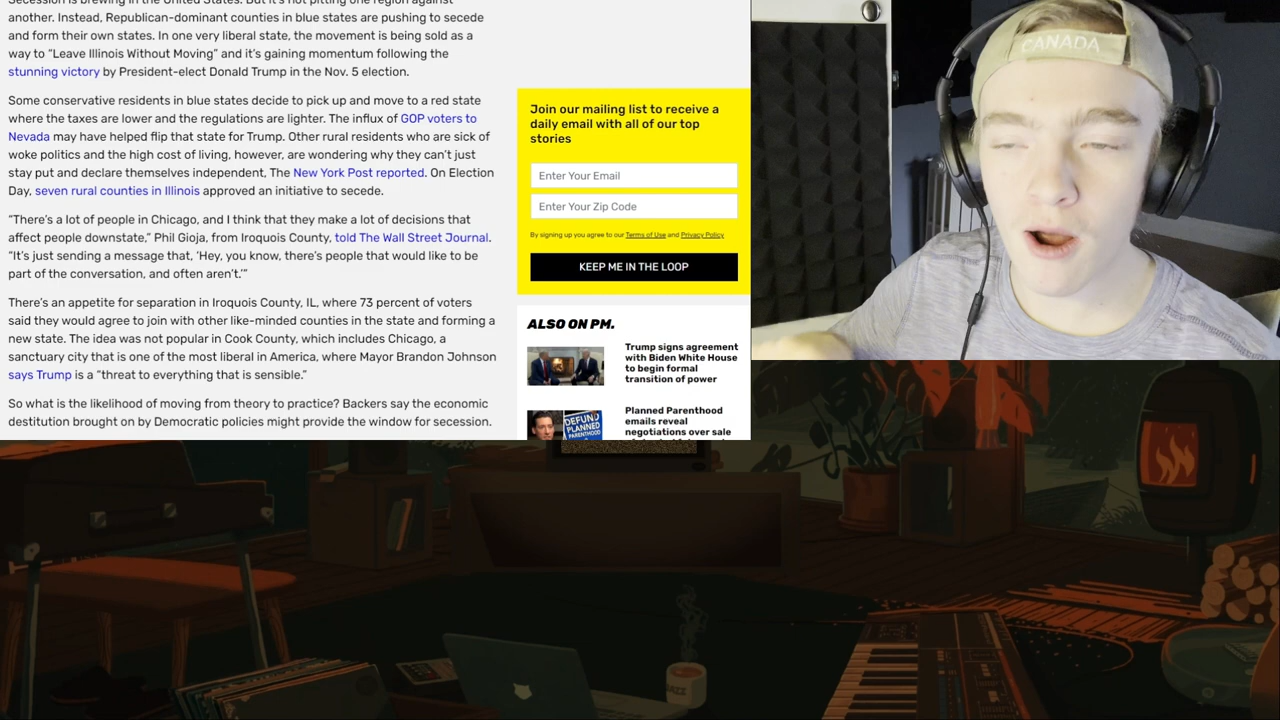 Secession is brewing in the United States. But it's not pitting one region against
another. Instead, Republican-dominant counties in blue states are pushing to secede
and form their own states. In one very liberal state, the movement is being sold as a
way to “Leave Illinois Without Moving” and it’s gaining momentum following the
stunning victory by President-elect Donald Trump in the Nov. 5 election.
Some conservative residents in blue states decide to pick up and move to a red state
where the taxes are lower and the regulations are lighter. The influx of GOP voters to
Nevada may have helped flip that state for Trump. Other rural residents who are sick of
woke politics and the high cost of living, however, are wondering why they can’t just
stay put and declare themselves independent, The New York Post reported. On Election
Day, seven rural counties in Illinois approved an initiative to secede.
“There’s a lot of people in Chicago, and I think that they make a lot of decisions that
affect people downstate,” Phil Gioja, from Iroquois County, told The Wall Street Journal.
“It’s just sending a message that, ‘Hey, you know, there’s people that would like to be
part of the conversation, and often aren’t.’”
There’s an appetite for separation in Iroquois County, IL, where 73 percent of voters
said they would agree to join with other like-minded counties in the state and forming a
new state. The idea was not popular in Cook County, which includes Chicago, a
sanctuary city that is one of the most liberal in America, where Mayor Brandon Johnson
says Trump is a “threat to everything that is sensible.”
So what is the likelihood of moving from theory to practice? Backers say the economic
destitution brought on by Democratic policies might provide the window for secession.
Join our mailing list to receive a
daily email with all of our top
stories
Enter Your Email
Enter Your Zip Code
By signing up you agree to our Terms of Use and Privacy Policy
KEEP ME IN THE LOOP
ALSO ON PM.
Trump signs agreement
with Biden White House
to begin formal
transition of power
DEFUND
PLANNED
PARENTHOOD
Planned Parenthood
emails reveal
negotiations over sale
CANADA
JAZZ